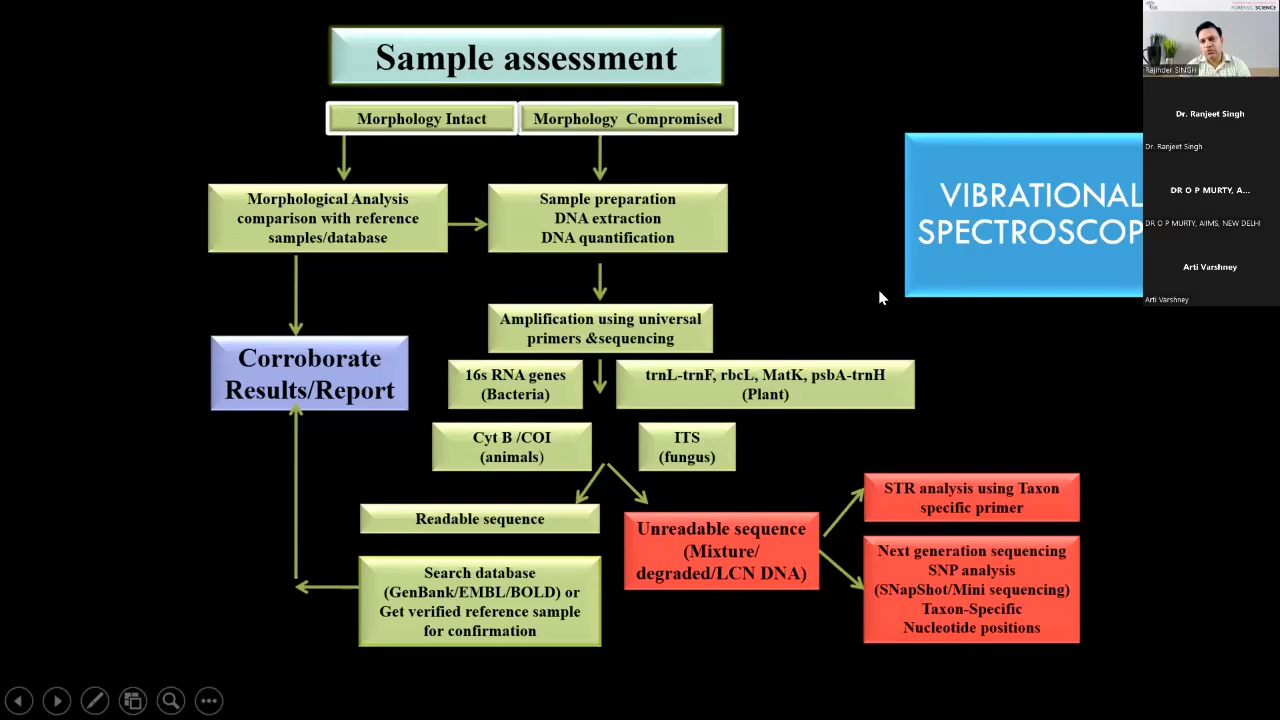 Sample assessment
Morphology Intact
Morphology Compromised
Morphological Analysis
comparison with reference
samples/database
Sample preparation
DNA extraction
DNA quantification
Amplification using universal
primers &sequencing
Corroborate
Results/Report
16s RNA genes
(Bacteria)
trnL-trnF, rbcL, MatK, psbA-trnH
(Plant)
Cyt B /COI
(animals)
ITS
(fungus)
Readable sequence
Unreadable sequence
(Mixture/
degraded/LCN DNA)
Search database
(GenBank/EMBL/BOLD) or
Get verified reference sample
for confirmation
STR analysis using Taxon
specific primer
Next generation sequencing
SNP analysis
(SNapShot/Mini sequencing)
Taxon-Specific
Nucleotide positions
VIBRATIONAL
SPECTROSCOP
FORENSIC SCIENCE
Rajinder SINGH
Dr. Ranjeet Singh
Dr. Ranjeet Singh
DR O P MURTY, A...
DR O P MURTY, AIIMS, NEW DELHI
Arti Varshney
Arti Varshney